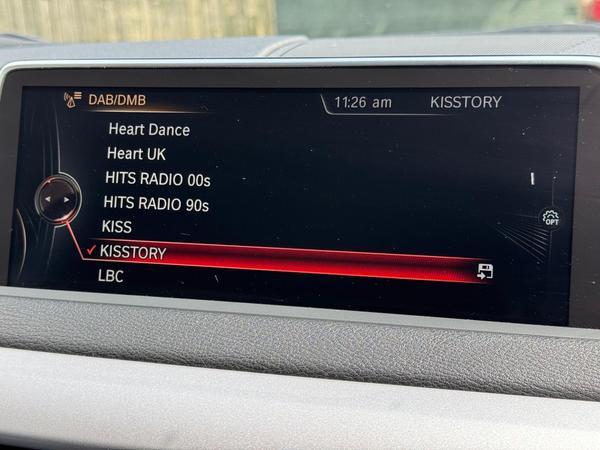 DAB/DMB 11:26 am KISSTORY
Heart Dance
Heart UK
HITS RADIO 00s
HITS RADIO 90s
OPT
KISS
KISSTORY
LBC